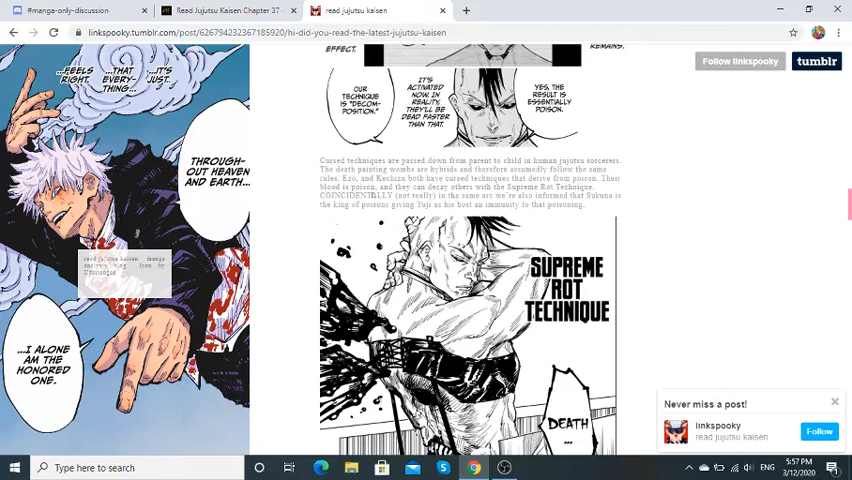 #manga-only-discussion
Read Jujutsu Kaisen Chapter 37 -
read jujutsu kaisen
linkspooky.tumblr.com/post/626794232367185920/hi-did-you-read-the-latest-jujutsu-kaisen
Follow linkspooky
tumblr
...IT'S JUST...
...THAT EVERY-
THING...
...FEELS RIGHT.
THROUGH-
OUT HEAVEN
AND EARTH...
read jujutsu kaisen manga
...I ALONE
AM THE
HONORED
ONE.
EFFECT.
REMAINS.
OUR
TECHNIQUE
IS "DECOM-
POSITION."
IT'S
ACTIVATED
NOW. IN
REALITY,
THEY'LL BE
DEAD FASTER
THAN THAT.
YES, THE
RESULT IS
ESSENTIALLY
POISON.
Cursed techniques are passed down from parent to child in human jujutsu sorcerers.
The death painting wombs are hybrids and therefore assumedly follow the same
rules. Eso, and Kechizu both have cursed techniques that derive from poison. Their
blood is poison, and they can decay others with the Supreme Rot Technique.
COINCIDENTALLY (not really) in the same arc we're also informed that Sukuna is
the king of poisons giving Yuji as his host an immunity to that poisoning.
SUPREME
ROT
TECHNIQUE
DEATH
...
Never miss a post!
linkspooky
read jujutsu kaisen
Follow
Type here to search
ENG
5:57 PM
3/12/2020